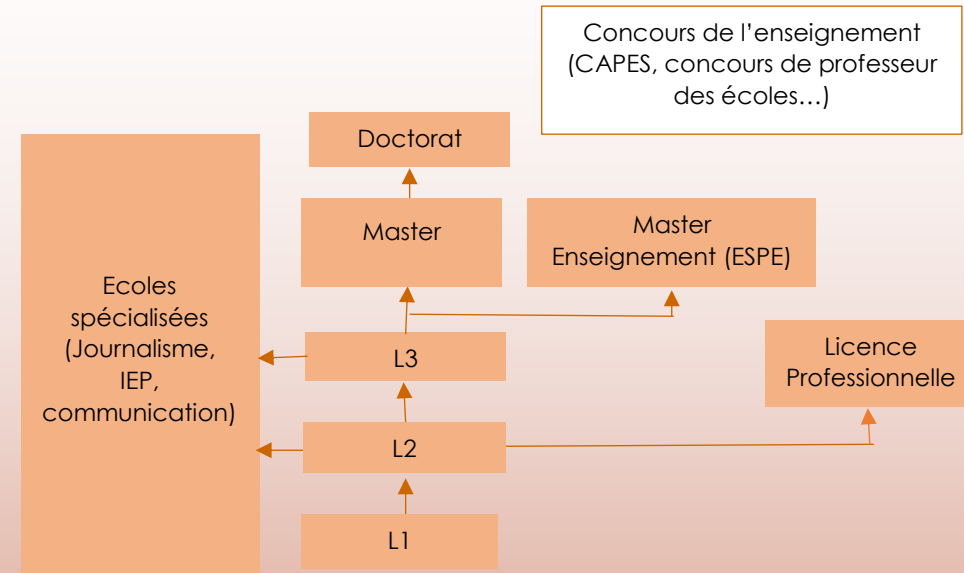 Concours de l’enseignement
(CAPES, concours de professeur
des écoles…)
Doctorat
Master
Master
Enseignement (ESPE)
Ecoles
spécialisées
(Journalisme,
IEP,
communication)
L3
Licence
Professionnelle
L2
L1